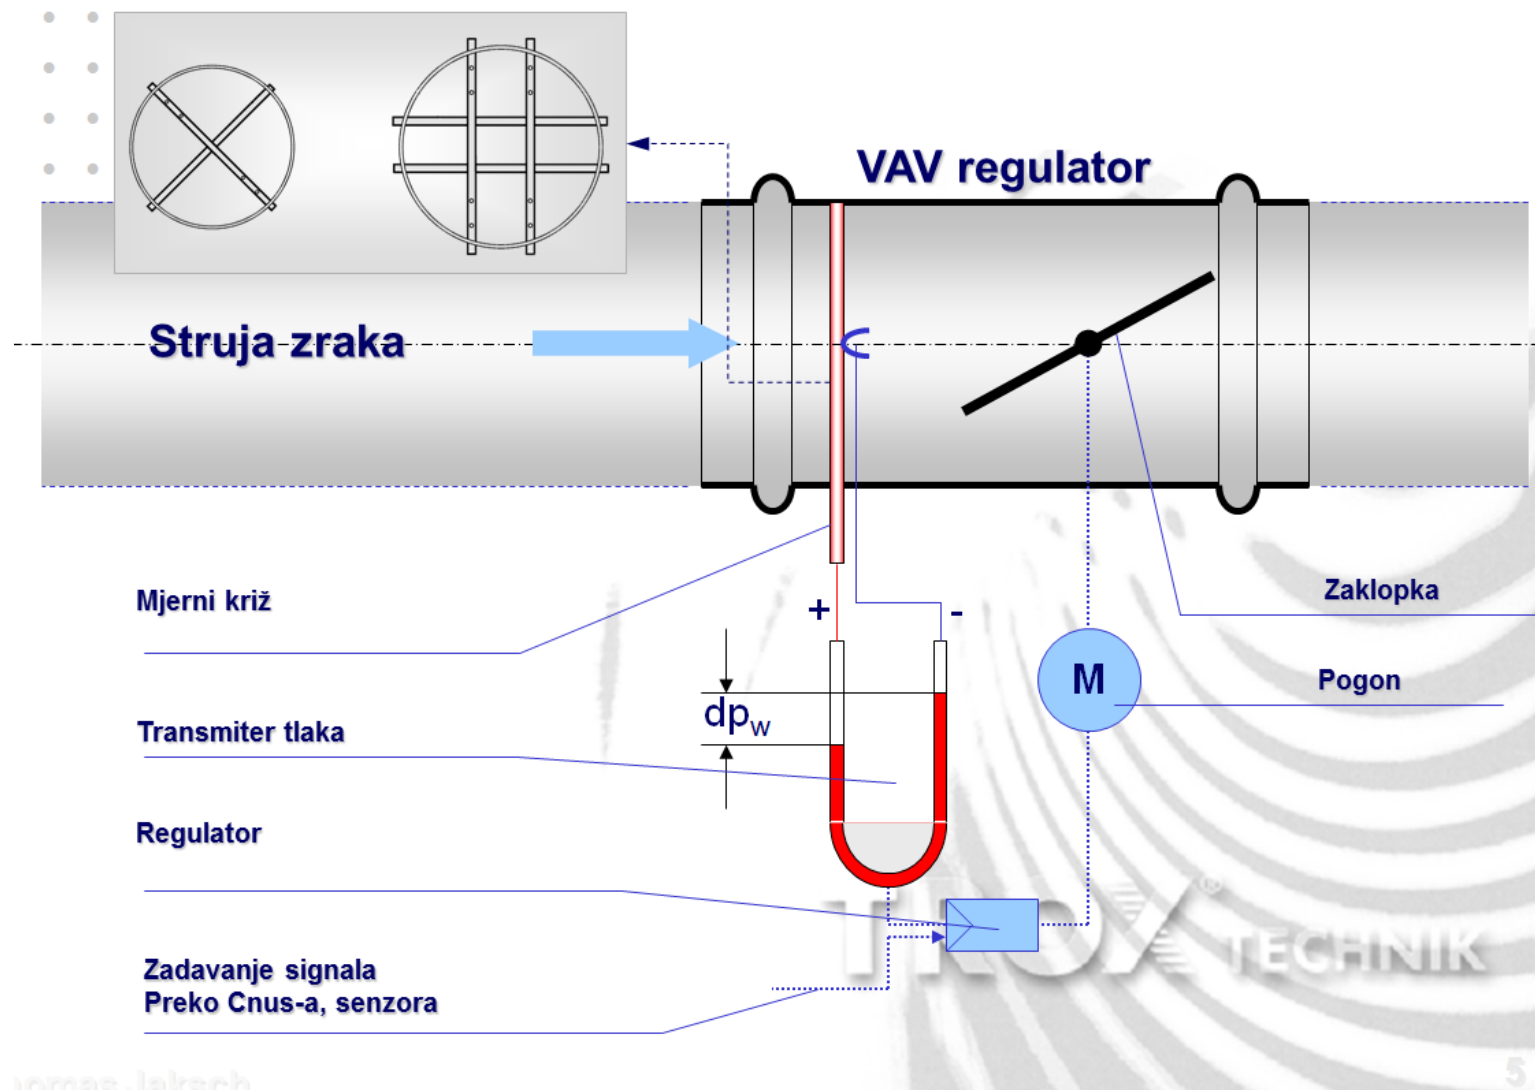 VAV regulator
Struja zraka
Mjerni križ
+
-
Zaklopka
M
Pogon
dpw
Transmiter tlaka
Regulator
TROX® TECHNIK
Zadavanje signala
Preko Cnus-a, senzora
5